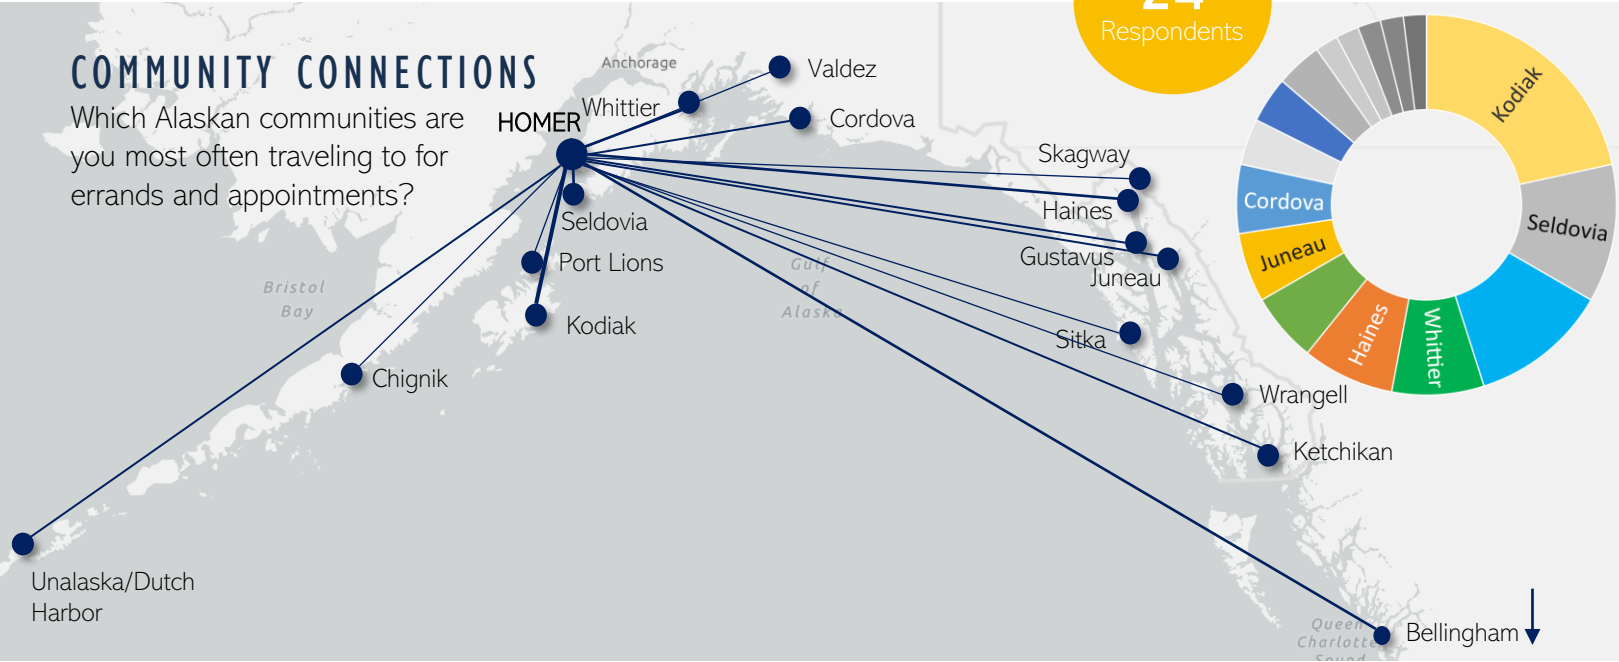 COMMUNITY CONNECTIONS
Which Alaskan communities are
you most often traveling to for
errands and appointments?
24
Respondents
Anchorage
Valdez
Whittier
Cordova
HOMER
Skagway
Haines
Seldovia
Gustavus
Juneau
Port Lions
Gulf
of
Alaska
Bristol
Bay
Kodiak
Sitka
Chignik
Wrangell
Ketchikan
Unalaska/Dutch
Harbor
Bellingham
Queen
Charlotte
Sound
Kodiak
Seldovia
Whittier
Haines
Juneau
Cordova